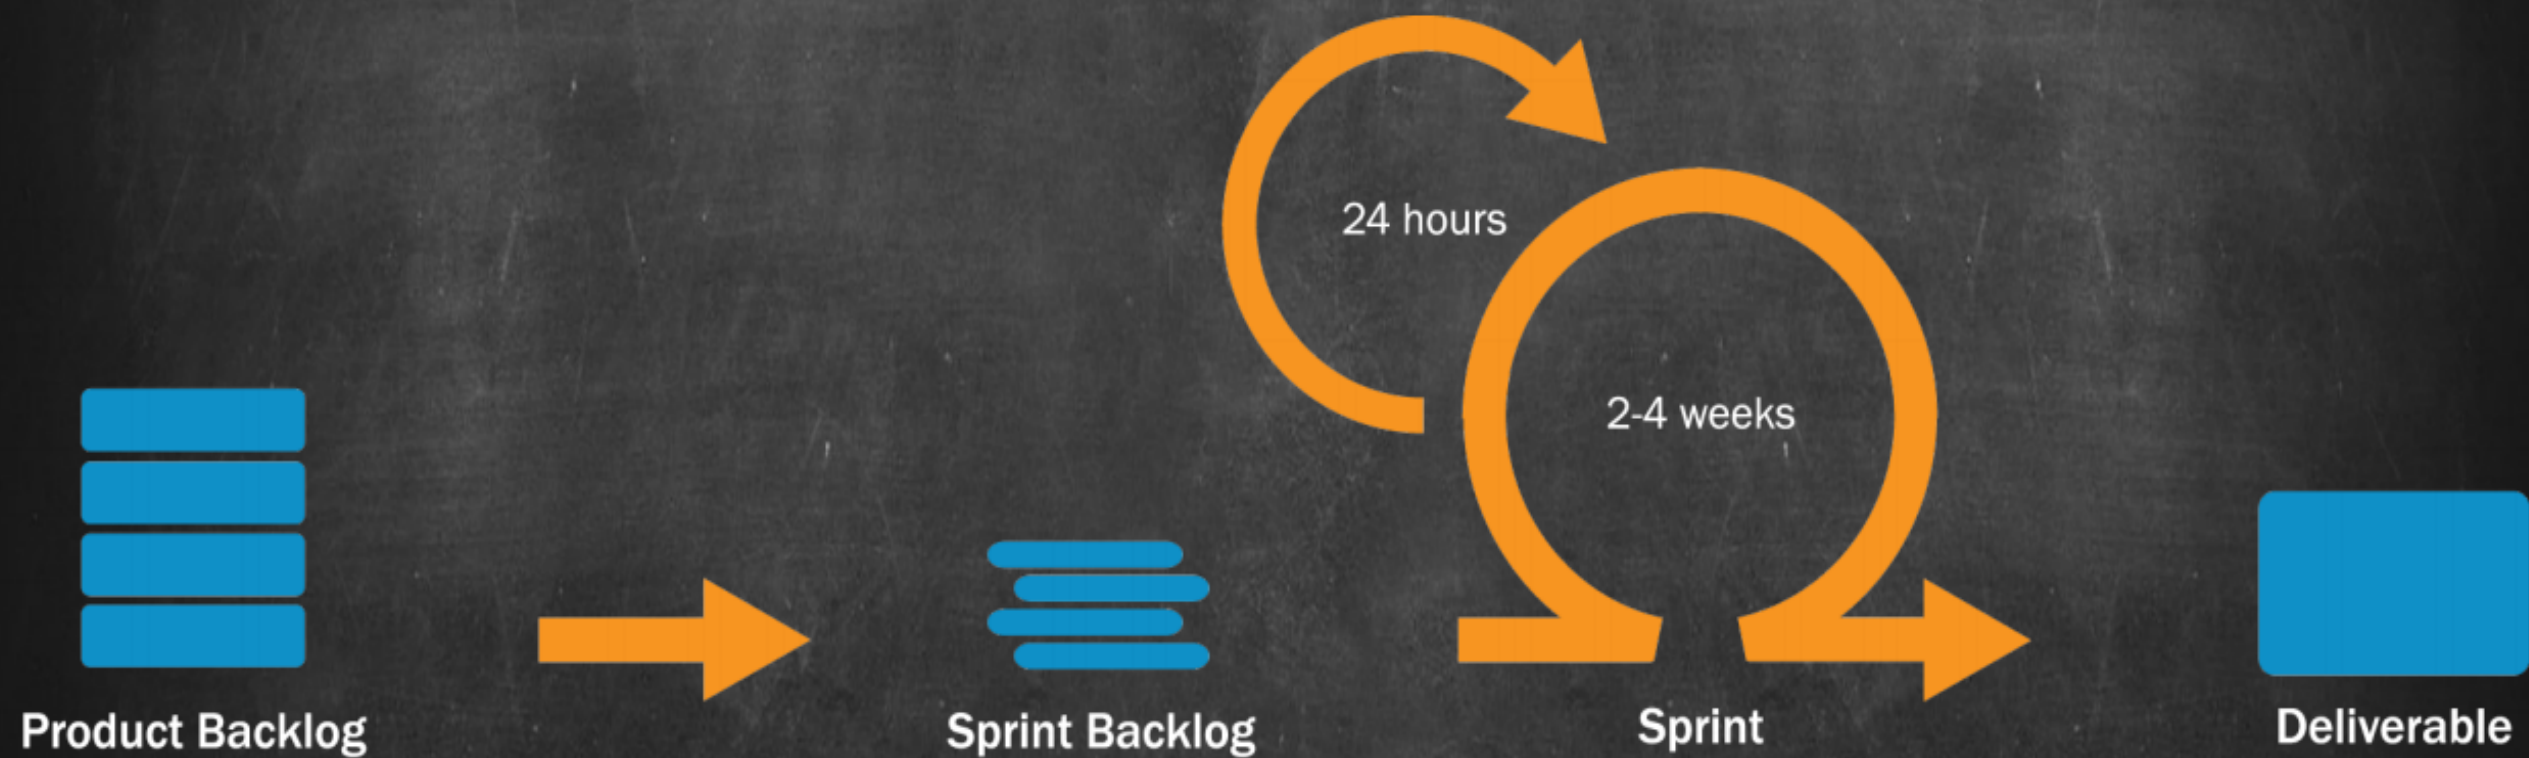 24 hours
2-4 weeks
Product Backlog
Sprint Backlog
Sprint
Deliverable